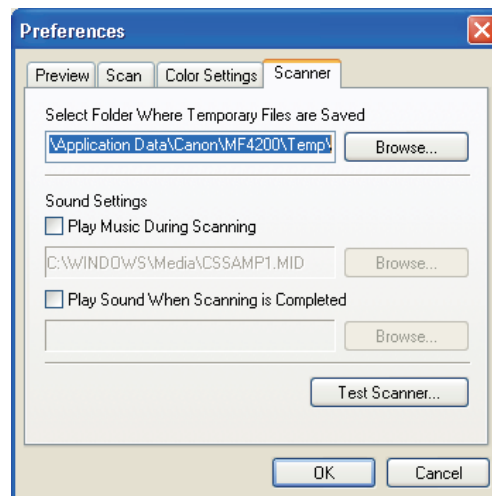 Preferences
Preview Scan Color Settings Scanner
Select Folder Where Temporary Files are Saved
\Application Data\Canon\MF4200\Temp\ Browse...
Sound Settings
Play Music During Scanning
C:\WINDOWS\Media\CSSAMP1.MID Browse...
Play Sound When Scanning is Completed
Browse...
Test Scanner...
OK Cancel